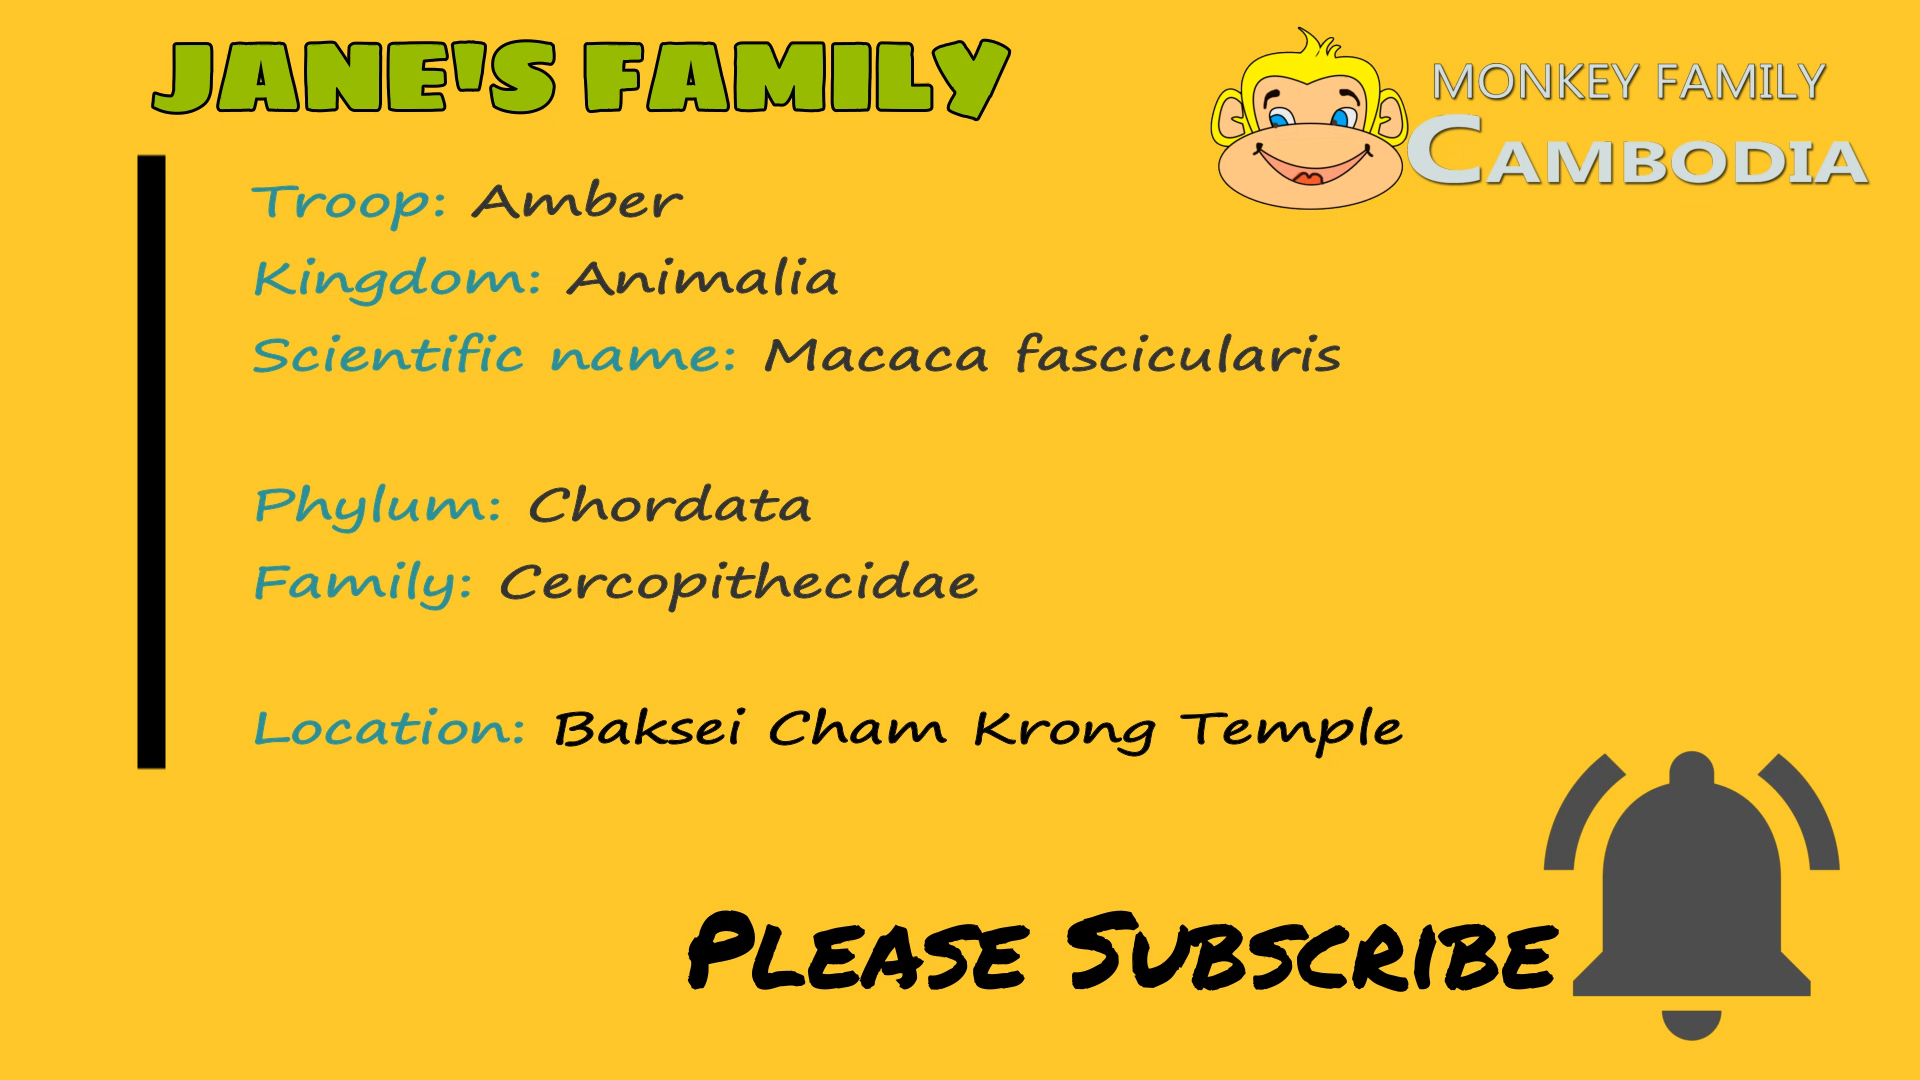 JANE'S FAMILY
MONKEY FAMILY
CAMBODIA
Troop: Amber
Kingdom: Animalia
Scientific name: Macaca fascicularis
Phylum: Chordata
Family: Cercopithecidae
Location: Baksei Cham Krong Temple
PLEASE SUBSCRIBE